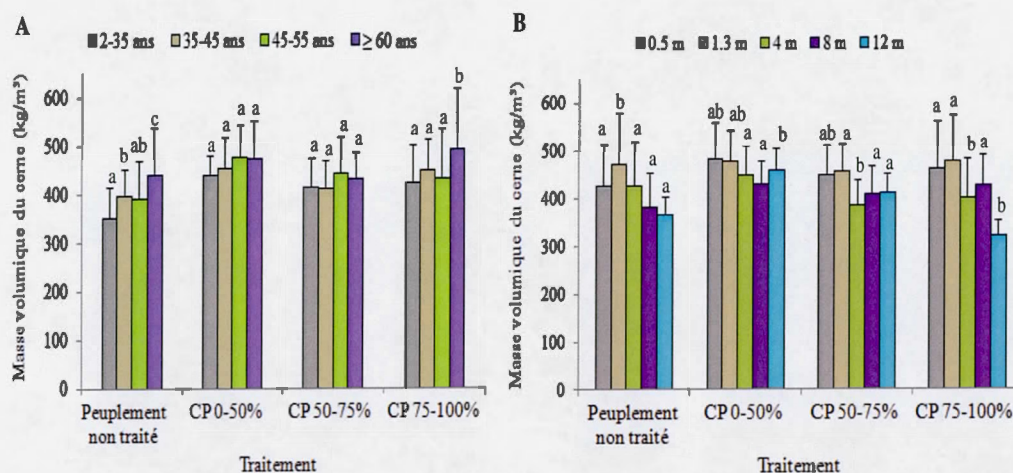 A
2-35 ans 35-45 ans 45-55 ans ≥ 60 ans
Masse volumique du cerne (kg/m³)
600
500
400
300
200
100
0
a b ab c
a a a a
a a a a
a a a b
Peuplement non traité
CP 0-50%
CP 50-75%
CP 75-100%
Traitement
B
0.5 m 1.3 m 4 m 8 m 12 m
Masse volumique du cerne (kg/m³)
600
500
400
300
200
100
0
a b a a a
ab ab a a b
ab a b a a
a a a a b
Peuplement non traité
CP 0-50%
CP 50-75%
CP 75-100%
Traitement